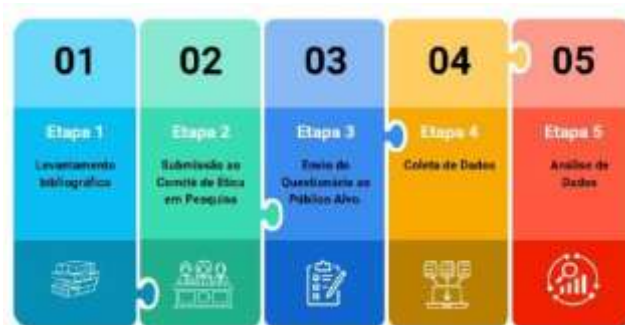 01
Etapa 1
Levantamento
bibliográfico
02
Etapa 2
Submissão ao
Comitê de Ética
em Pesquisa
03
Etapa 3
Envio do
Questionário ao
Público Alvo.
04
Etapa 4
Coleta de Dados
05
Etapa 5
Análise de
Dados